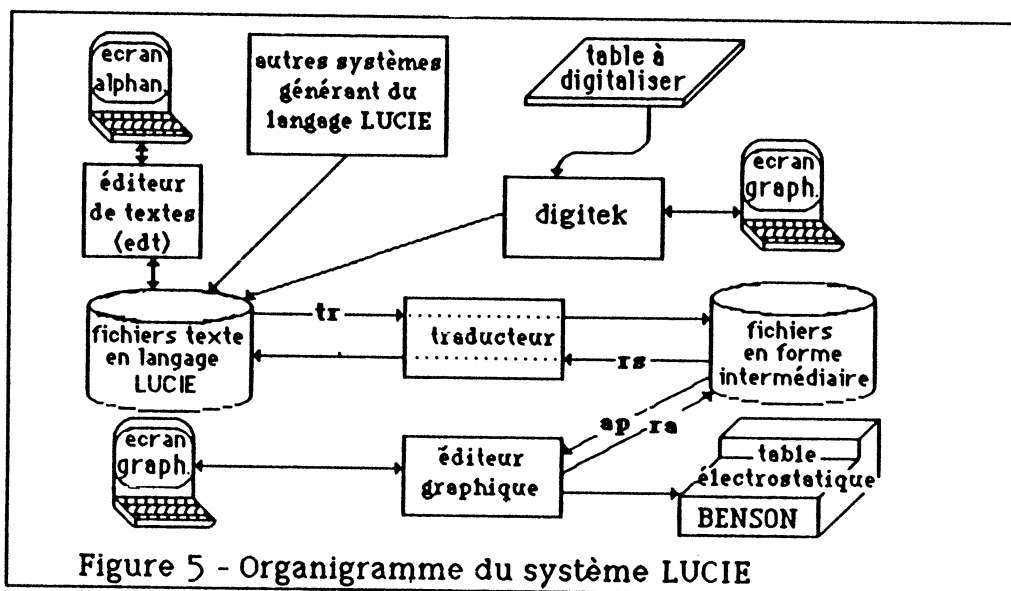 ecran
alphan.
autres systèmes
générant du
langage LUCIE
table à
digitaliser
éditeur
de textes
(edt)
digitek
ecran
graph.
fichiers texte
en langage
LUCIE
tr
traducteur
rs
fichiers
en forme
intermédiaire
ap
ra
ecran
graph.
éditeur
graphique
table
électrostatique
BENSON
Figure 5 - Organigramme du système LUCIE